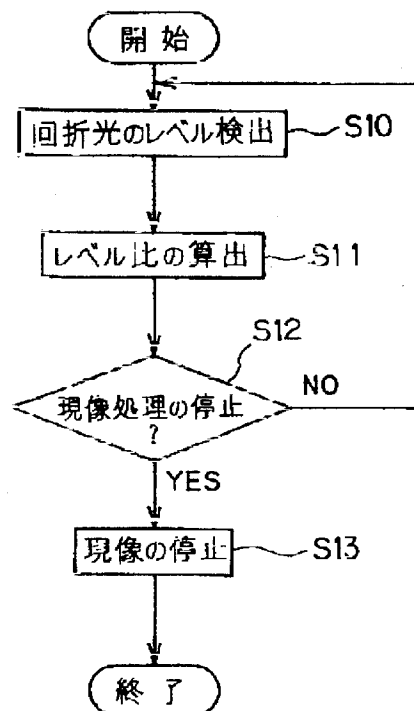 開始
回折光のレベル検出
S10
レベル比の算出
S11
S12
現像処理の停止
?
NO
YES
現像の停止
S13
終了